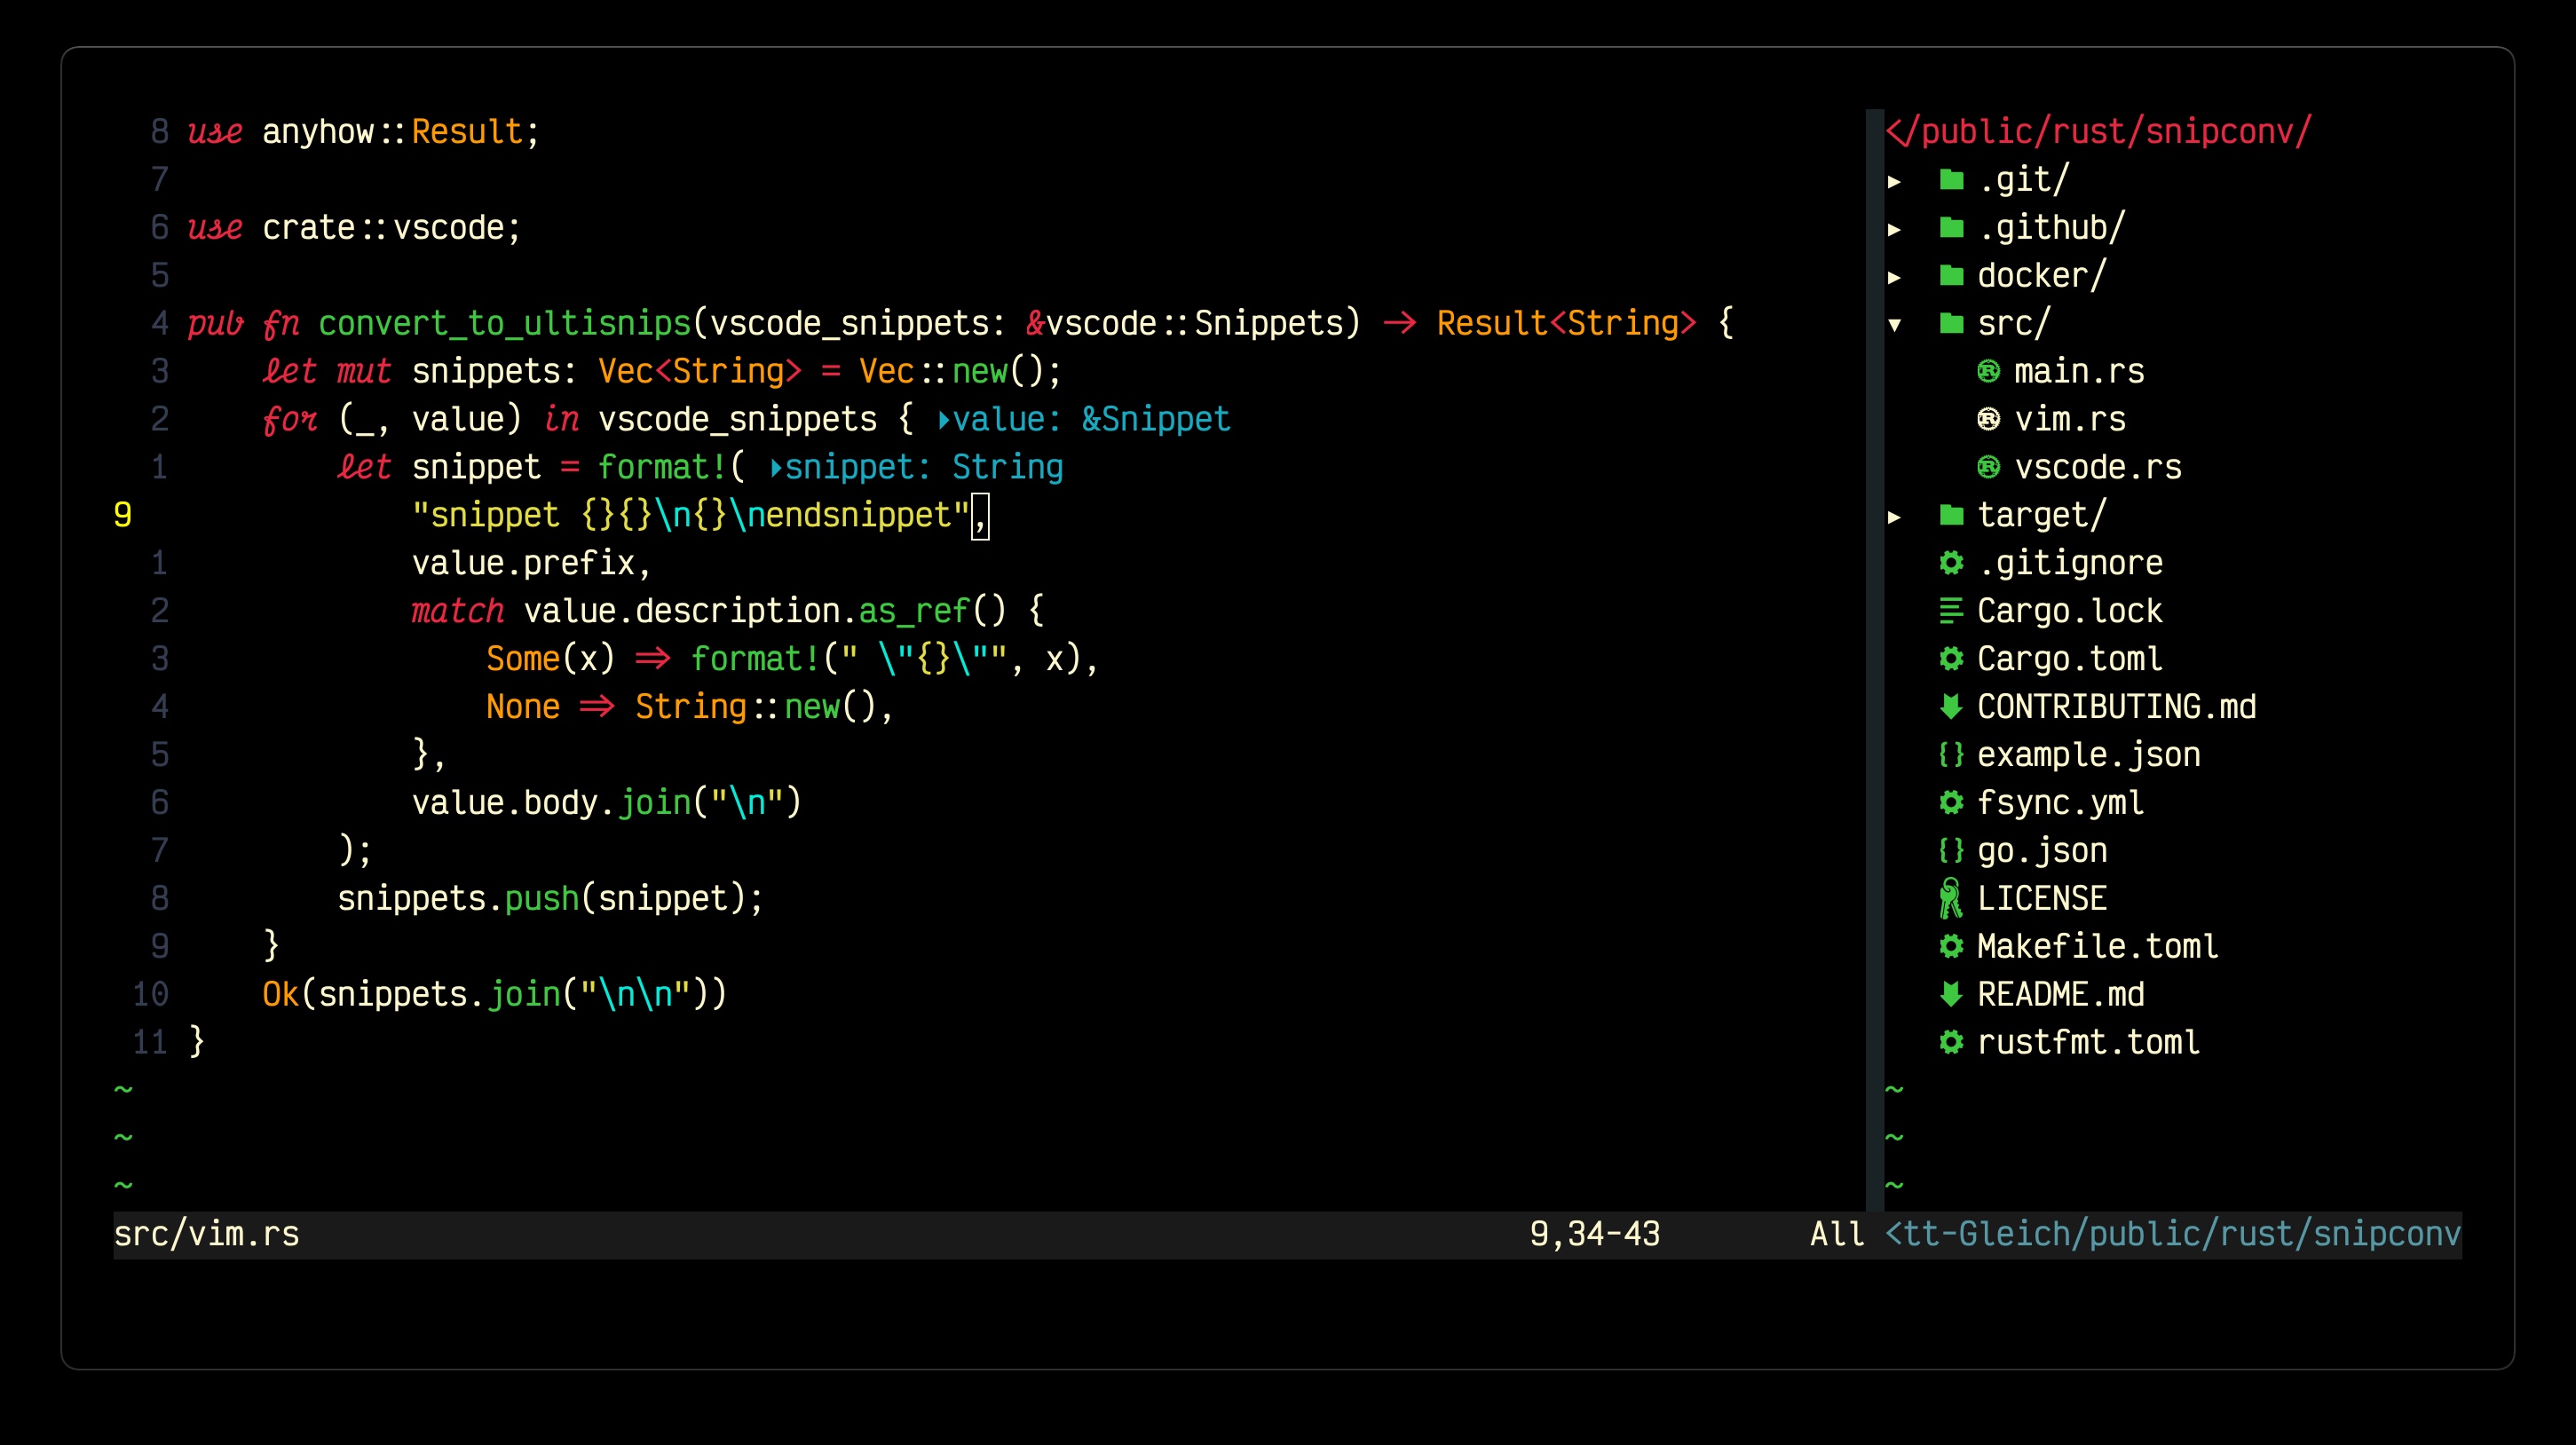 8 use anyhow::Result;
7
6 use crate::vscode;
5
4 pub fn convert_to_ultisnips(vscode_snippets: &vscode::Snippets) -> Result<String> {
3     let mut snippets: Vec<String> = Vec::new();
2     for (_, value) in vscode_snippets { ▸value: &Snippet
1         let snippet = format!( ▸snippet: String
9             "snippet {}{}\n{}\nendsnippet",
1             value.prefix,
2             match value.description.as_ref() {
3                 Some(x) => format!(" \"{}\"", x),
4                 None => String::new(),
5             },
6             value.body.join("\n")
7         );
8         snippets.push(snippet);
9     }
10     Ok(snippets.join("\n\n"))
11 }
~
~
~
src/vim.rs 9,34-43 All
</public/rust/snipconv/
▸ .git/
▸ .github/
▸ docker/
▾ src/
main.rs
vim.rs
vscode.rs
▸ target/
.gitignore
Cargo.lock
Cargo.toml
CONTRIBUTING.md
example.json
fsync.yml
go.json
LICENSE
Makefile.toml
README.md
rustfmt.toml
~
~
~
<tt-Gleich/public/rust/snipconv